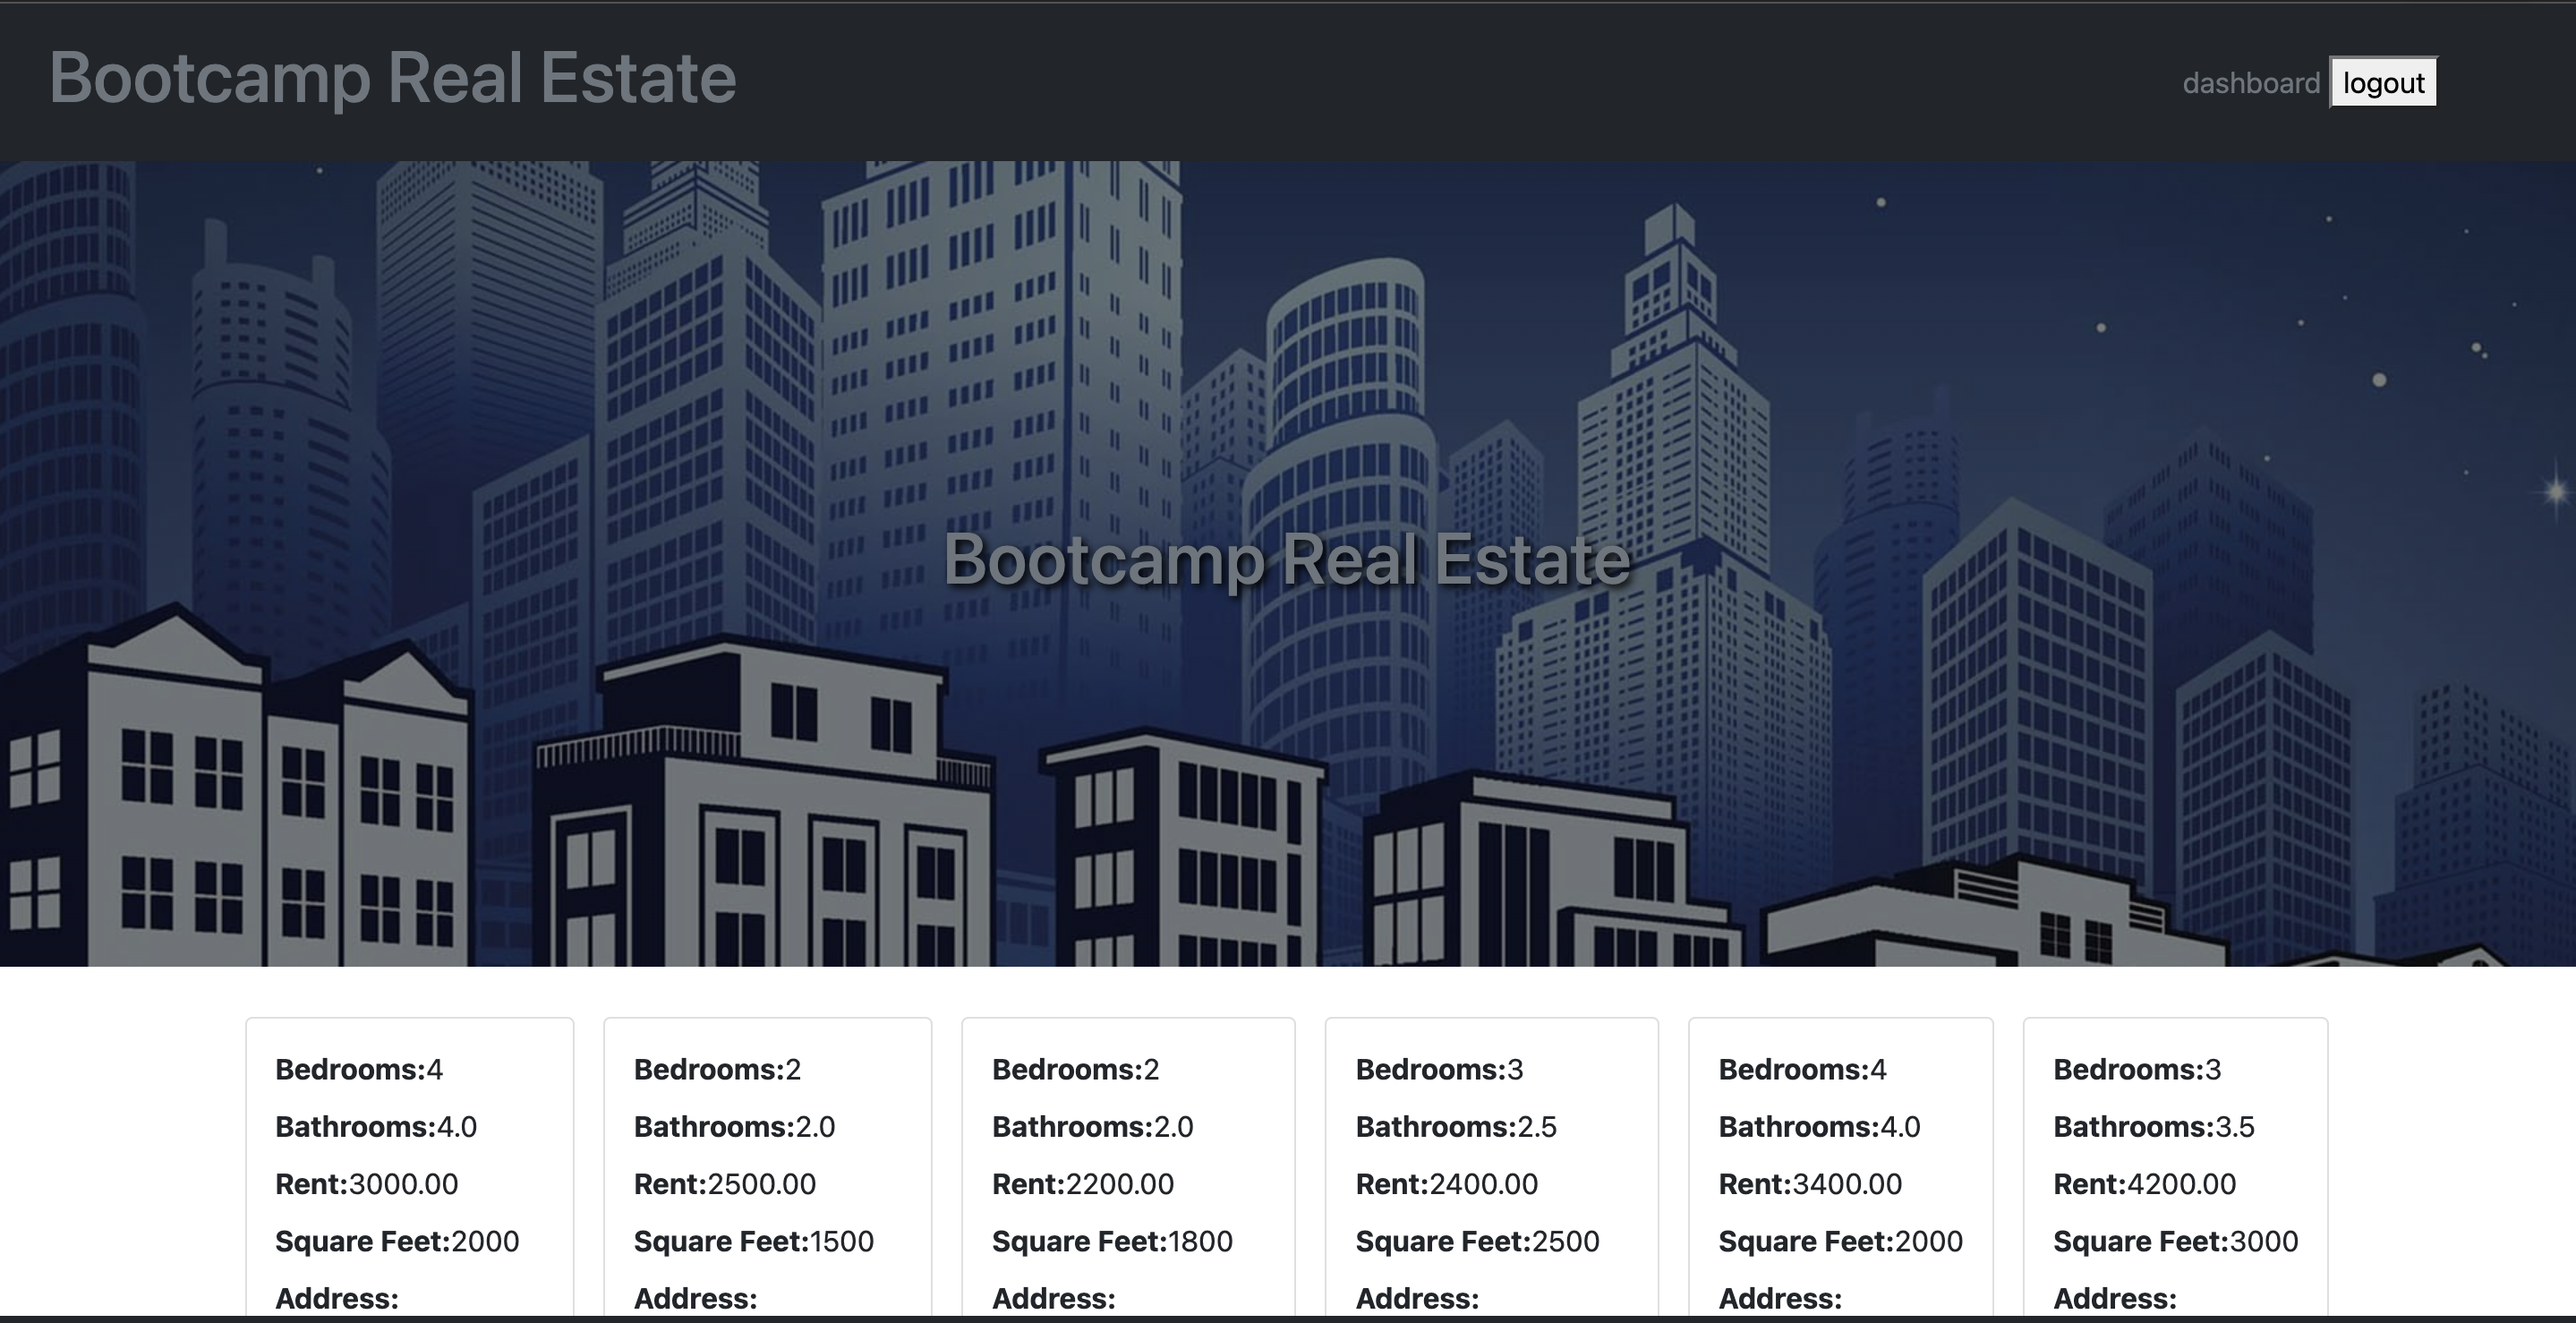 Bootcamp Real Estate
dashboard logout
Bootcamp Real Estate
Bedrooms:4
Bathrooms:4.0
Rent:3000.00
Square Feet:2000
Address:
Bedrooms:2
Bathrooms:2.0
Rent:2500.00
Square Feet:1500
Address:
Bedrooms:2
Bathrooms:2.0
Rent:2200.00
Square Feet:1800
Address:
Bedrooms:3
Bathrooms:2.5
Rent:2400.00
Square Feet:2500
Address:
Bedrooms:4
Bathrooms:4.0
Rent:3400.00
Square Feet:2000
Address:
Bedrooms:3
Bathrooms:3.5
Rent:4200.00
Square Feet:3000
Address: